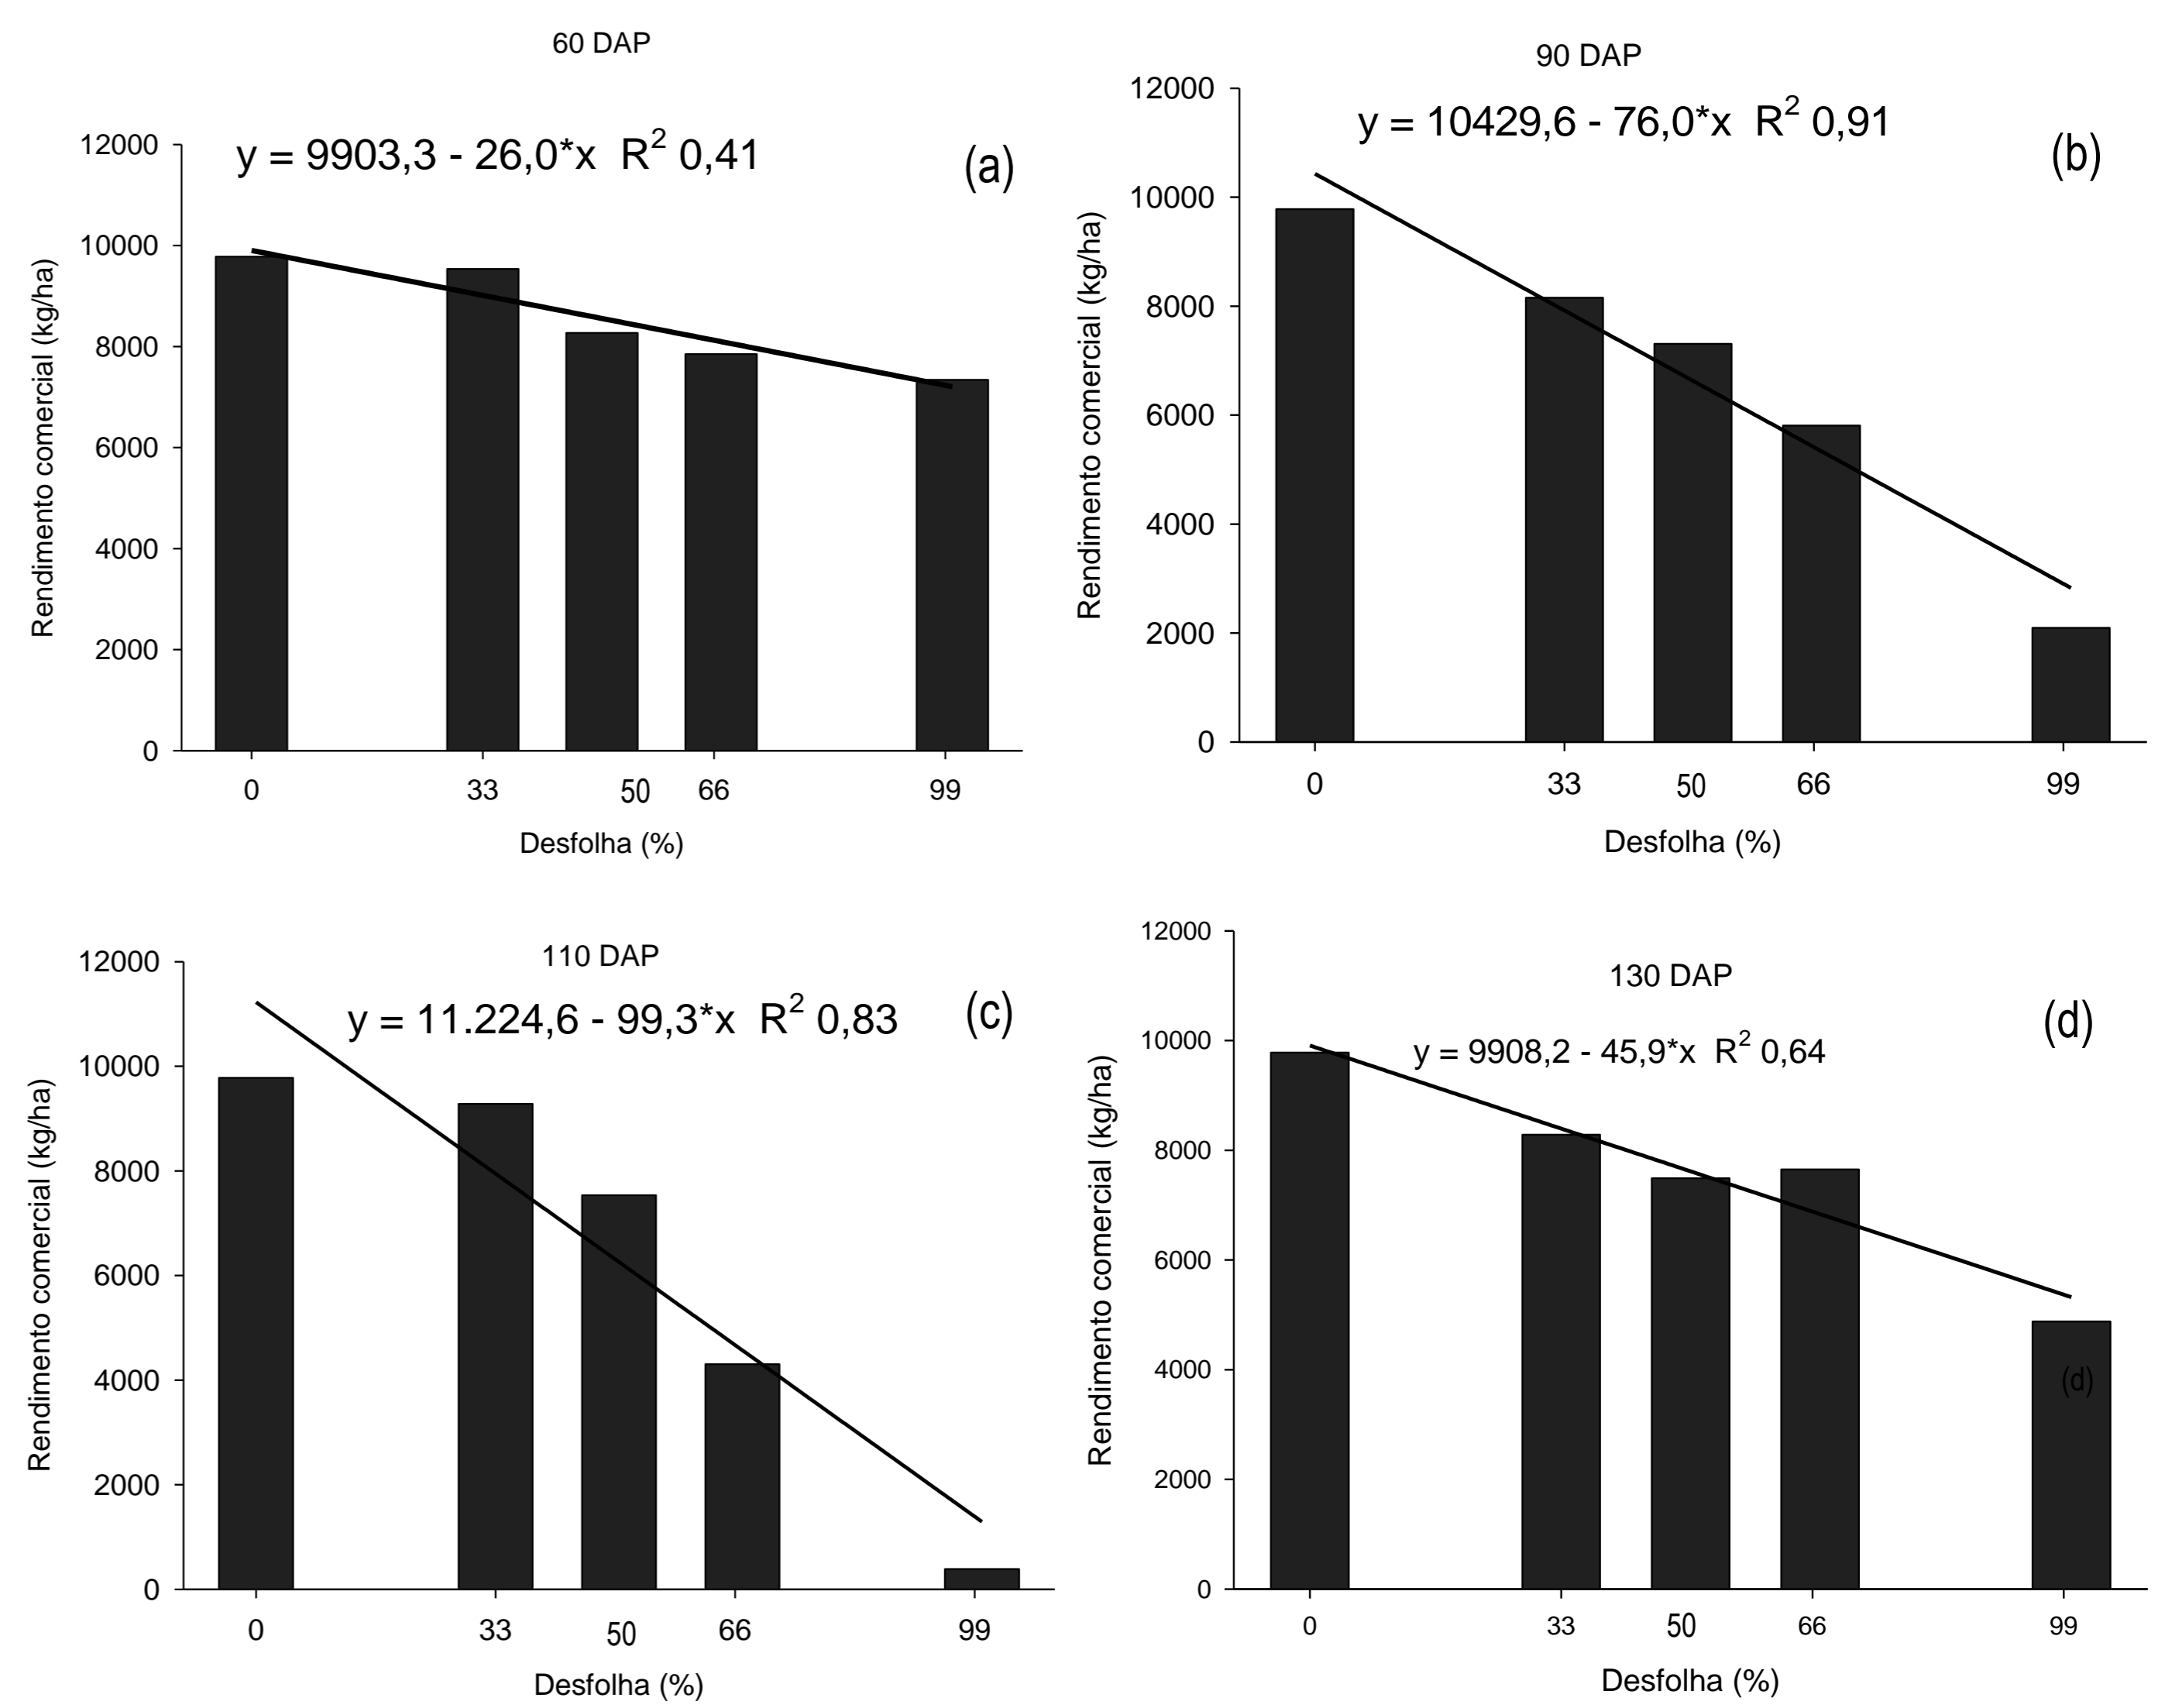 60 DAP
y = 9903,3 - 26,0*x R² 0,41
(a)
12000
10000
8000
6000
4000
2000
0
Rendimento comercial (kg/ha)
0 33 50 66 99
Desfolha (%)
90 DAP
y = 10429,6 - 76,0*x R² 0,91
(b)
12000
10000
8000
6000
4000
2000
0
Rendimento comercial (kg/ha)
0 33 50 66 99
Desfolha (%)
110 DAP
y = 11.224,6 - 99,3*x R² 0,83
(c)
12000
10000
8000
6000
4000
2000
0
Rendimento comercial (kg/ha)
0 33 50 66 99
Desfolha (%)
130 DAP
(d)
y = 9908,2 - 45,9*x R² 0,64
12000
10000
8000
6000
4000
2000
0
Rendimento comercial (kg/ha)
(d)
0 33 50 66 99
Desfolha (%)